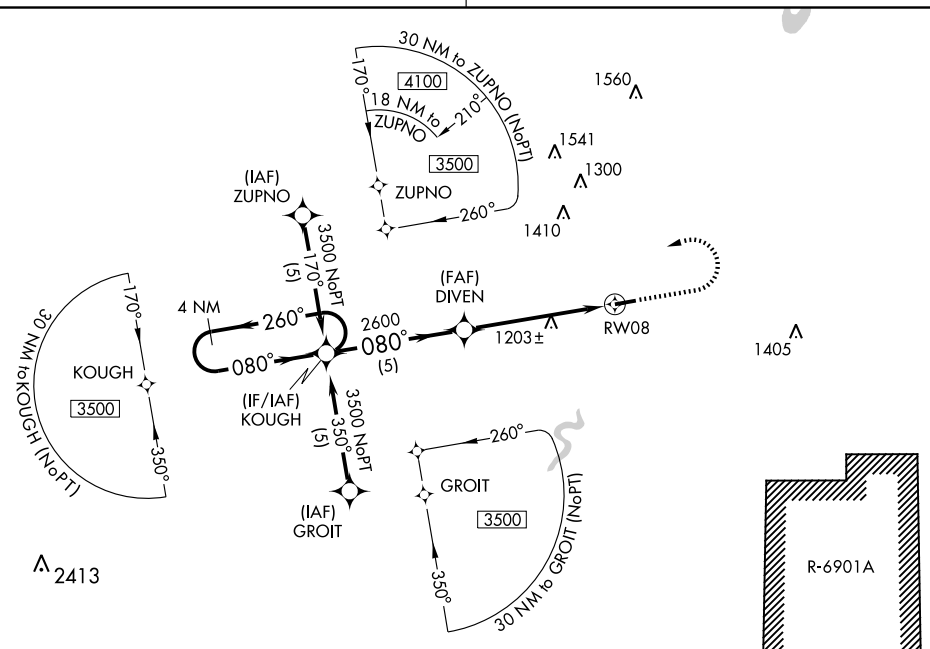 30 NM to ZUPNO (NoPT)
170°
4100
18 NM to
ZUPNO
210°
3500
ZUPNO
260°
1560
1541
1300
1410
(IAF)
ZUPNO
3500 NoPT
170°
(5)
30 NM to KOUGH (NoPT)
170°
KOUGH
3500
350°
4 NM
260°
080°
(IF/IAF)
KOUGH
2600
080°
(5)
(FAF)
DIVEN
1203±
RW08
1405
3500 NoPT
350°
(5)
(IAF)
GROIT
260°
GROIT
3500
350°
30 NM to GROIT (NoPT)
2413
R-6901A